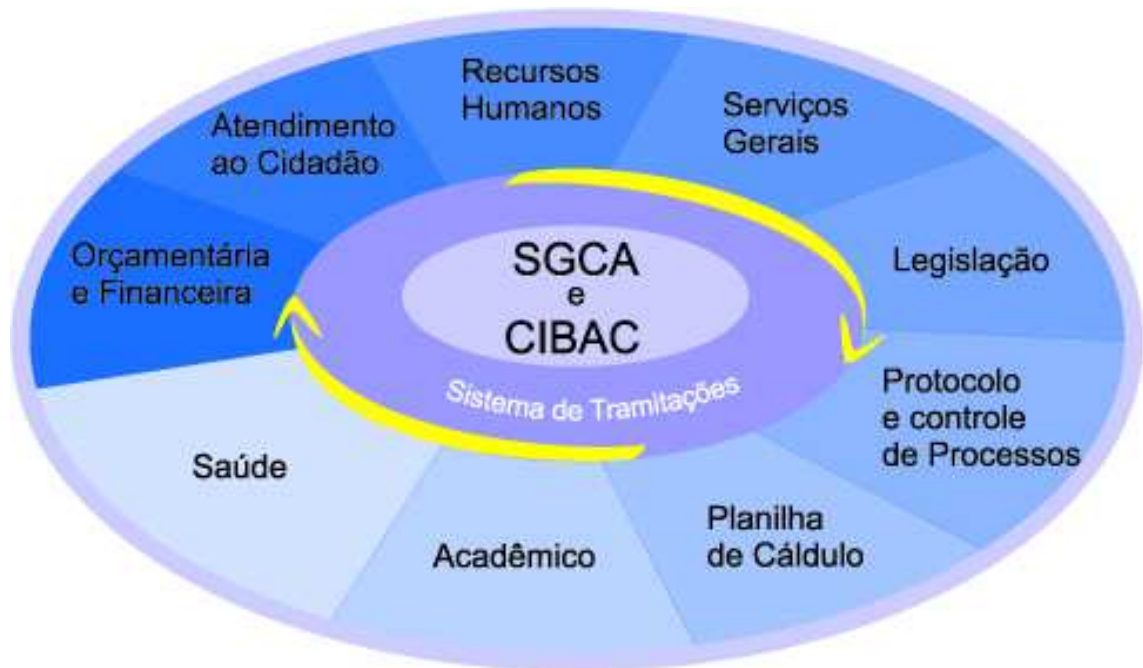 Recursos
Humanos
Serviços
Gerais
Legislação
Protocolo
e controle
de Processos
Planilha
de Cáldulo
Acadêmico
Saúde
Orçamentária
e Financeira
Atendimento
ao Cidadão
SGCA
e
CIBAC
Sistema de Tramitações